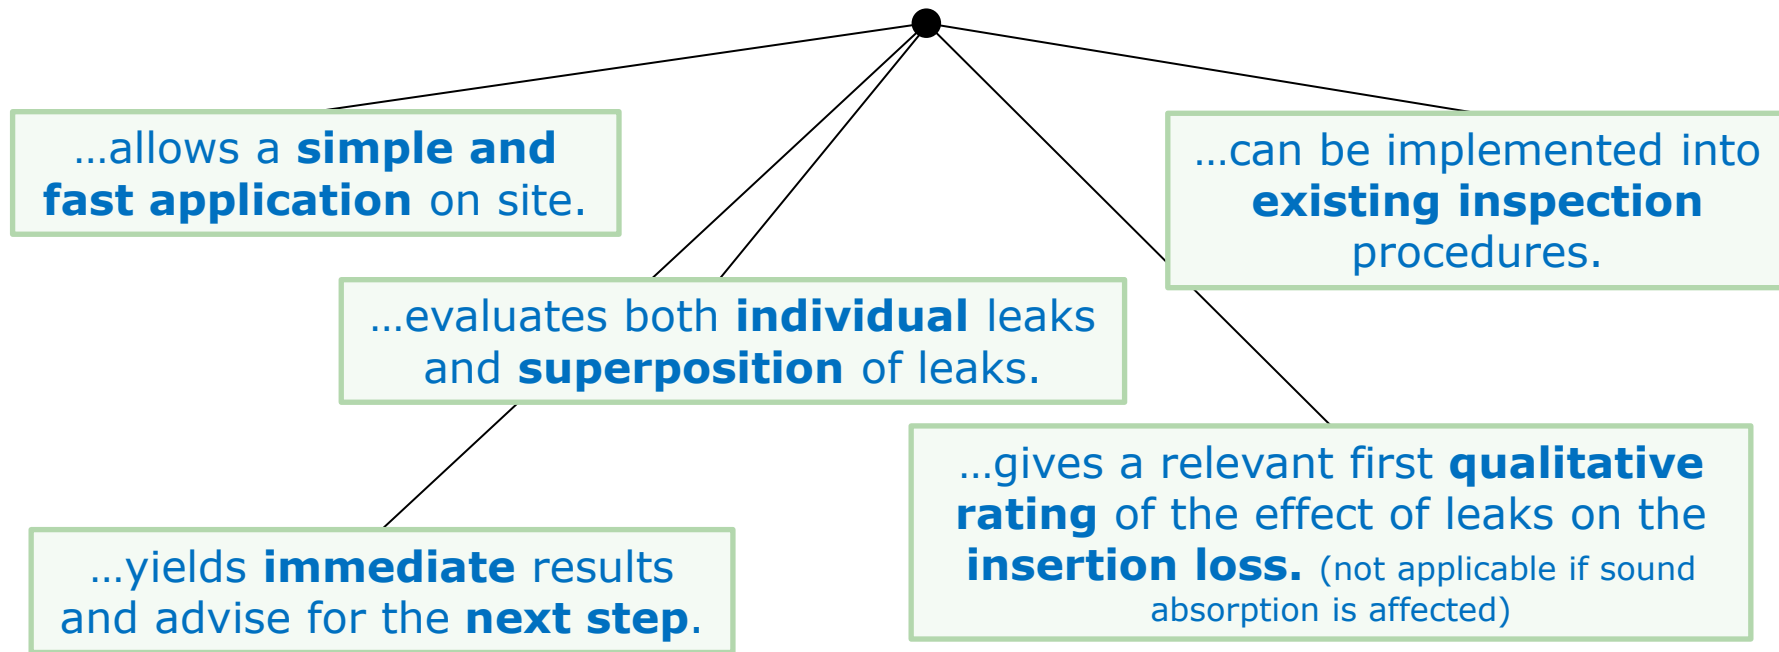 ...allows a simple and
fast application on site.
...can be implemented into
existing inspection
procedures.
...evaluates both individual leaks
and superposition of leaks.
...gives a relevant first qualitative
rating of the effect of leaks on the
insertion loss. (not applicable if sound
absorption is affected)
...yields immediate results
and advise for the next step.